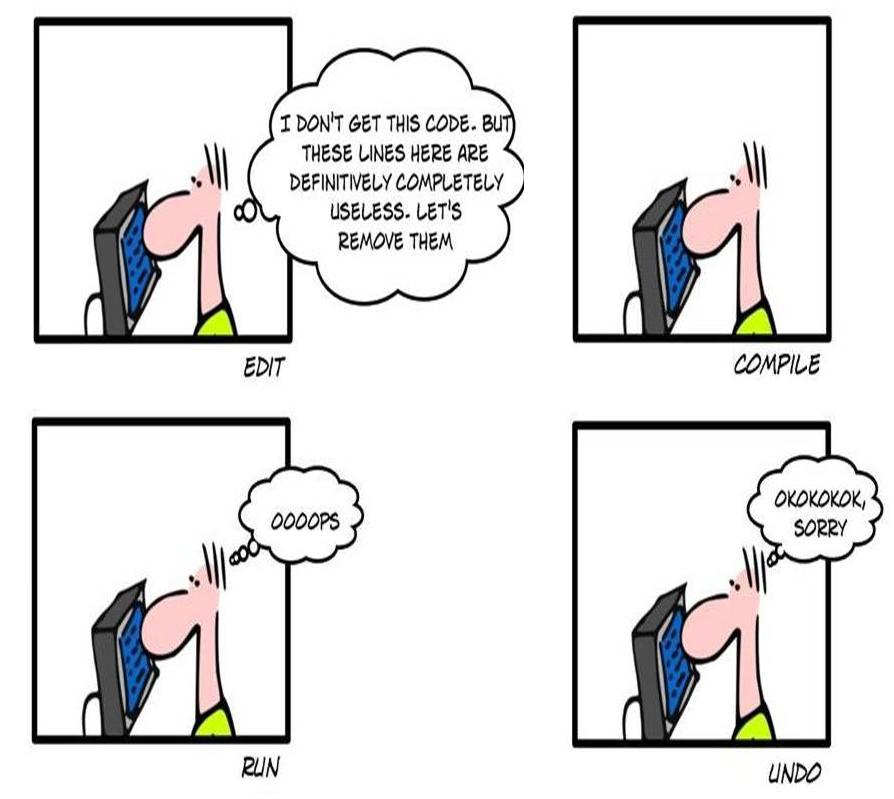 I DON'T GET THIS CODE. BUT
THESE LINES HERE ARE
DEFINITIVELY COMPLETELY
USELESS. LET'S
REMOVE THEM
EDIT
COMPILE
OOOOPS
RUN
OKOKOKOK,
SORRY
UNDO